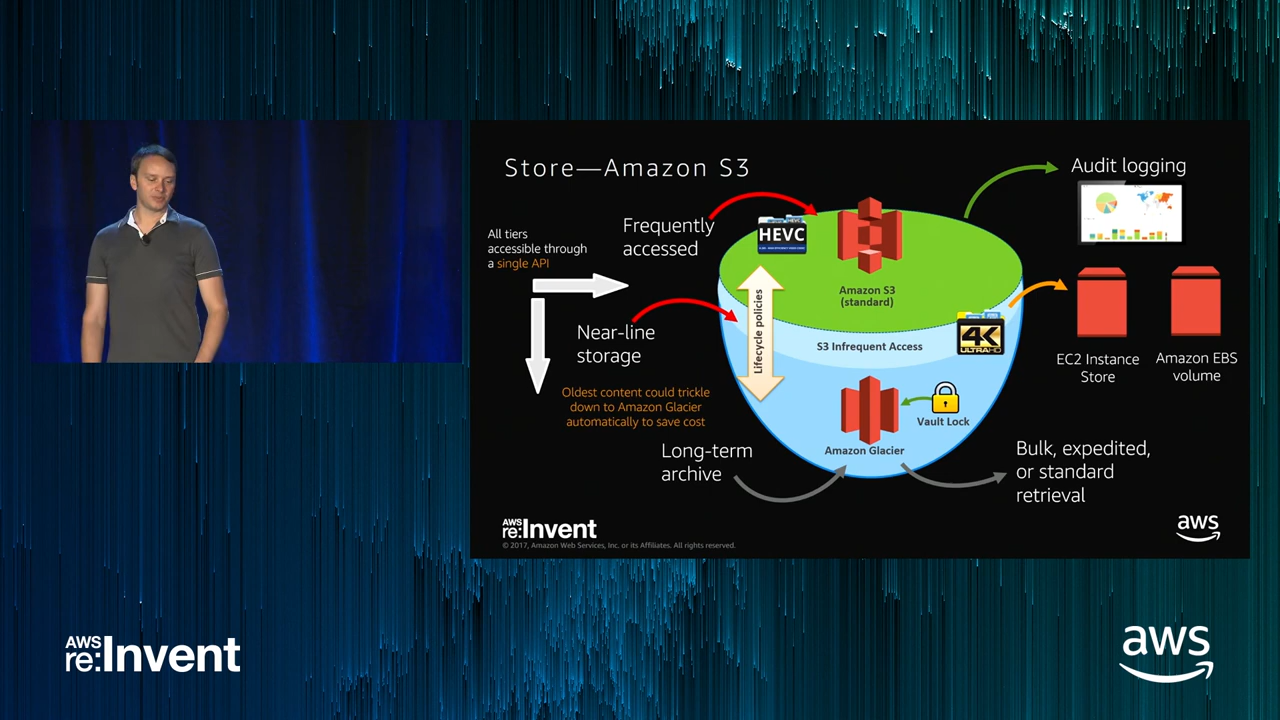 Store—Amazon S3
All tiers
accessible through
a single API
Frequently
accessed
HEVC
Amazon S3
(standard)
Audit logging
Near-line
storage
Lifecycle policies
S3 Infrequent Access
4K
ULTRA HD
EC2 Instance
Store
Amazon EBS
volume
Oldest content could trickle
down to Amazon Glacier
automatically to save cost
Vault Lock
Amazon Glacier
Long-term
archive
Bulk, expedited,
or standard
retrieval
AWS
re:Invent
© 2017, Amazon Web Services, Inc. or its Affiliates. All rights reserved.
aws
AWS
re:Invent
aws